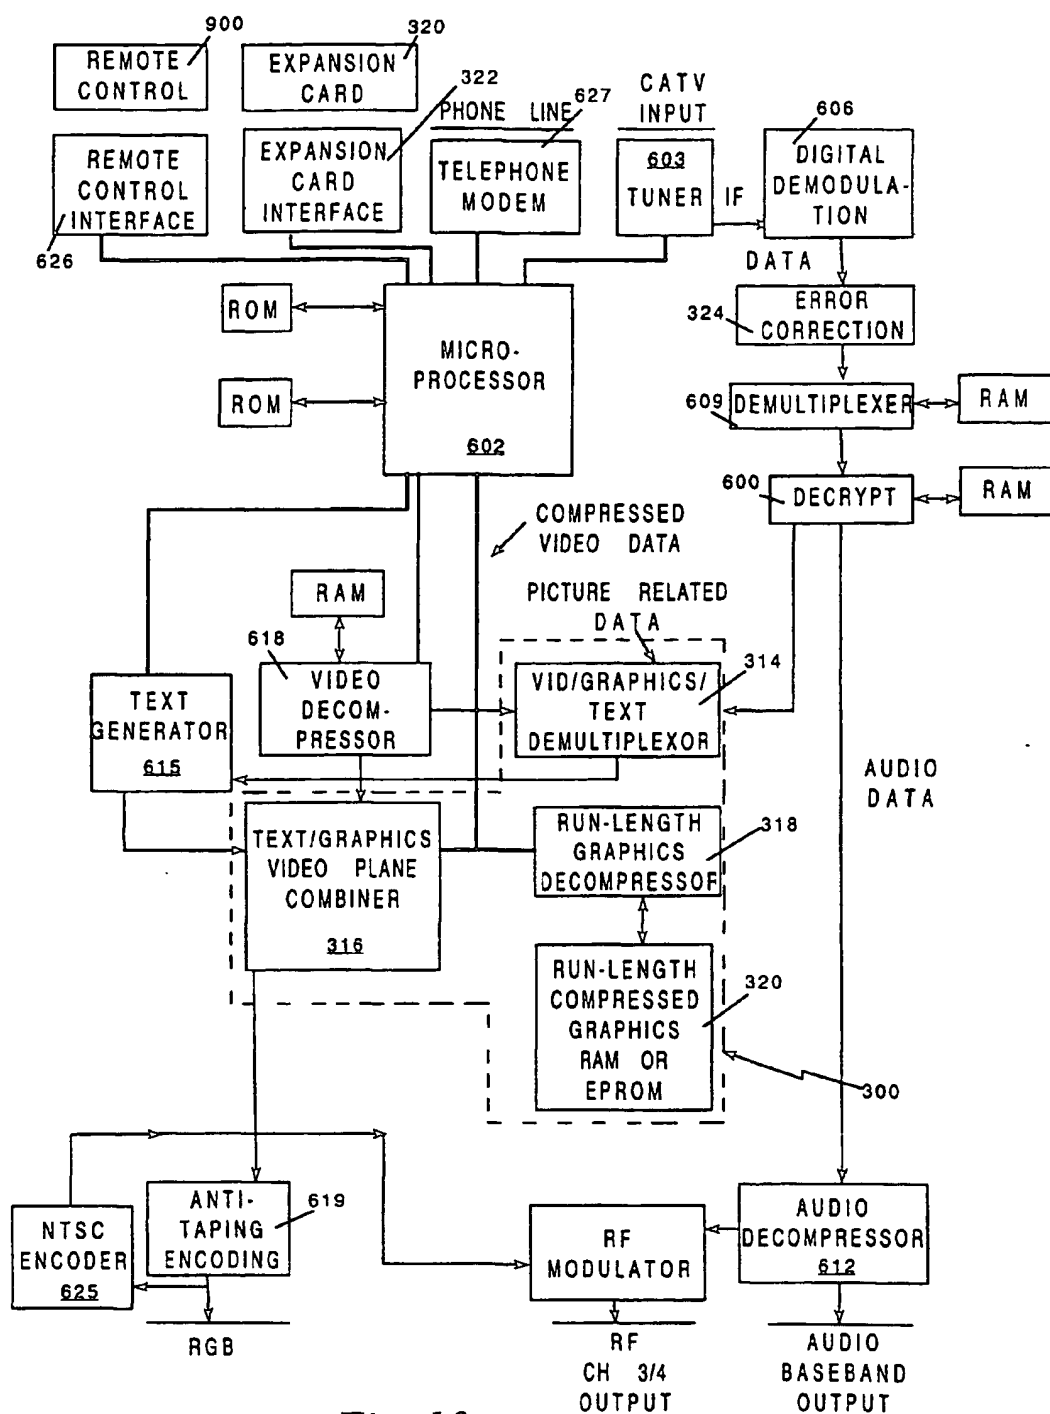 900
320
REMOTE
CONTROL
EXPANSION
CARD
322
PHONE LINE
627
CATV
INPUT
606
REMOTE
CONTROL
INTERFACE
626
EXPANSION
CARD
INTERFACE
TELEPHONE
MODEM
603
TUNER
IF
DIGITAL
DEMODULA-
TION
DATA
ROM
ROM
MICRO-
PROCESSOR
602
324
ERROR
CORRECTION
609
DEMULTIPLEXER
RAM
600
DECRYPT
RAM
COMPRESSED
VIDEO DATA
RAM
PICTURE RELATED
DATA
618
VIDEO
DECOM-
PRESSOR
VID/GRAPHICS/
TEXT
DEMULTIPLEXOR
314
TEXT
GENERATOR
615
AUDIO
DATA
TEXT/GRAPHICS
VIDEO PLANE
COMBINER
316
RUN-LENGTH
GRAPHICS
DECOMPRESSOF
318
RUN-LENGTH
COMPRESSED
GRAPHICS
RAM OR
EPROM
320
300
NTSC
ENCODER
625
ANTI-
TAPING
ENCODING
619
RF
MODULATOR
AUDIO
DECOMPRESSOR
612
RGB
RF
CH 3/4
OUTPUT
AUDIO
BASEBAND
OUTPUT